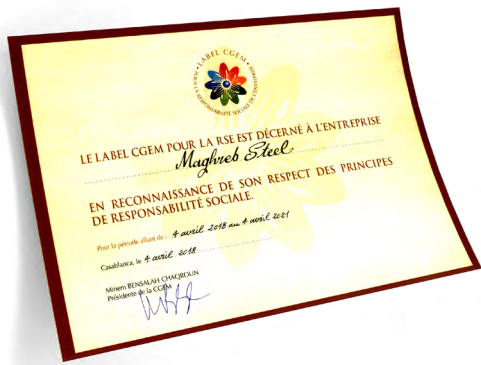 LABEL CGEM
POUR LA RESPONSABILITÉ SOCIALE DE L'ENTREPRISE
LE LABEL CGEM POUR LA RSE EST DÉCERNÉ À L'ENTREPRISE
Maghreb Steel
EN RECONNAISSANCE DE SON RESPECT DES PRINCIPES
DE RESPONSABILITÉ SOCIALE.
Pour la période allant de : 4 avril 2018 au 4 avril 2021
Casablanca, le 4 avril 2018
Miriem BENSALAH CHAQROUN
Présidente de la CGEM